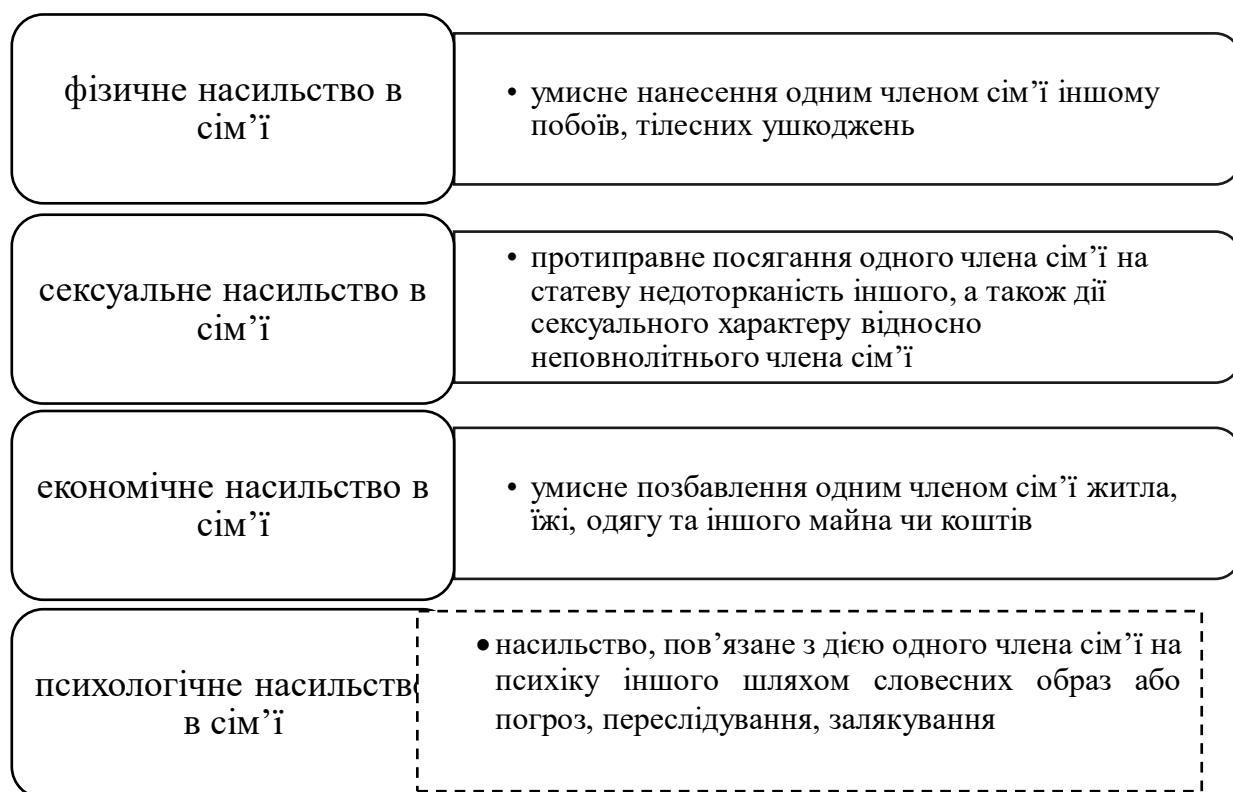 фізичне насильство в
сім’ї
• умисне нанесення одним членом сім’ї іншому
побоїв, тілесних ушкоджень
сексуальне насильство в
сім’ї
• протиправне посягання одного члена сім’ї на
статеву недоторканість іншого, а також дії
сексуального характеру відносно
неповнолітнього члена сім’ї
економічне насильство в
сім’ї
• умисне позбавлення одним членом сім’ї житла,
їжі, одягу та іншого майна чи коштів
психологічне насильство
в сім’ї
• насильство, пов’язане з дією одного члена сім’ї на
психіку іншого шляхом словесних образ або
погроз, переслідування, залякування